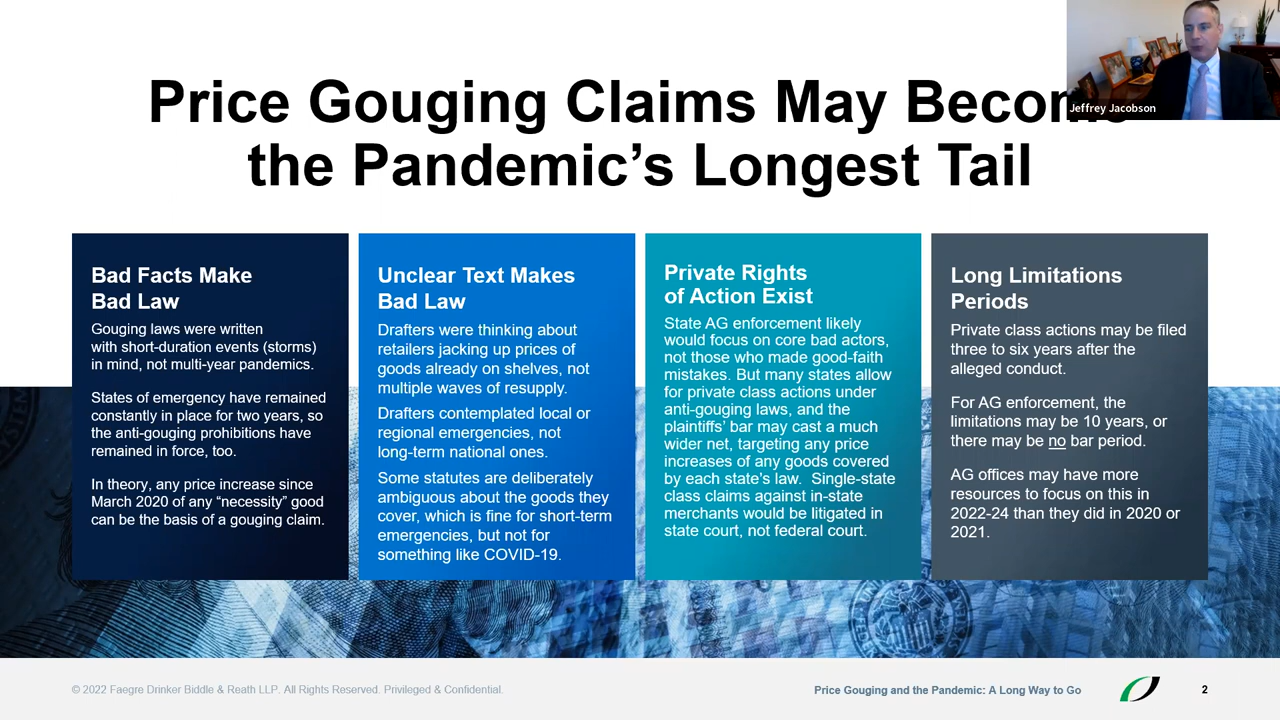 Price Gouging Claims May Become
the Pandemic's Longest Tail
Jeffrey Jacobson
Bad Facts Make
Bad Law
Gouging laws were written
with short-duration events (storms)
in mind, not multi-year pandemics.
States of emergency have remained
constantly in place for two years, so
the anti-gouging prohibitions have
remained in force, too.
In theory, any price increase since
March 2020 of any “necessity” good
can be the basis of a gouging claim.
Unclear Text Makes
Bad Law
Drafters were thinking about
retailers jacking up prices of
goods already on shelves, not
multiple waves of resupply.
Drafters contemplated local or
regional emergencies, not
long-term national ones.
Some statutes are deliberately
ambiguous about the goods they
cover, which is fine for short-term
emergencies, but not for
something like COVID-19.
Private Rights
of Action Exist
State AG enforcement likely
would focus on core bad actors,
not those who made good-faith
mistakes. But many states allow
for private class actions under
anti-gouging laws, and the
plaintiffs’ bar may cast a much
wider net, targeting any price
increases of any goods covered
by each state's law. Single-state
class claims against in-state
merchants would be litigated in
state court, not federal court.
Long Limitations
Periods
Private class actions may be filed
three to six years after the
alleged conduct.
For AG enforcement, the
limitations may be 10 years, or
there may be no bar period.
AG offices may have more
resources to focus on this in
2022-24 than they did in 2020 or
2021.
© 2022 Faegre Drinker Biddle & Reath LLP. All Rights Reserved. Privileged & Confidential.
Price Gouging and the Pandemic: A Long Way to Go
2